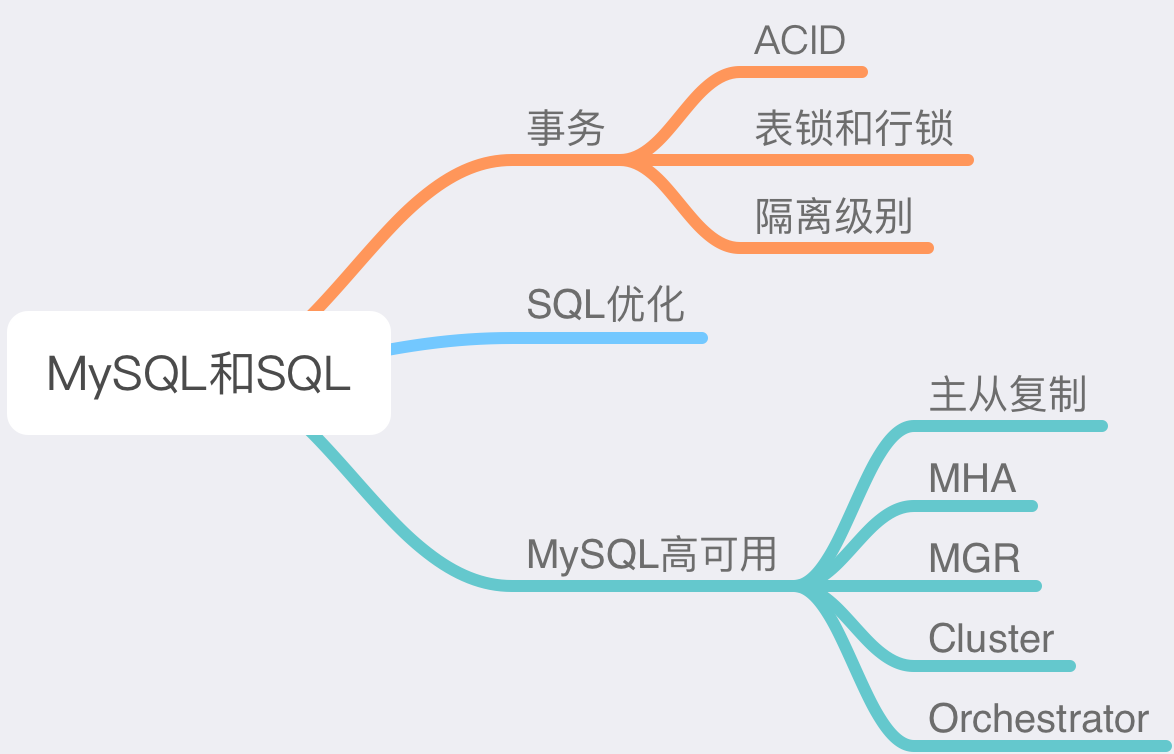 MySQL和SQL
事务
ACID
表锁和行锁
隔离级别
SQL优化
MySQL高可用
主从复制
MHA
MGR
Cluster
Orchestrator